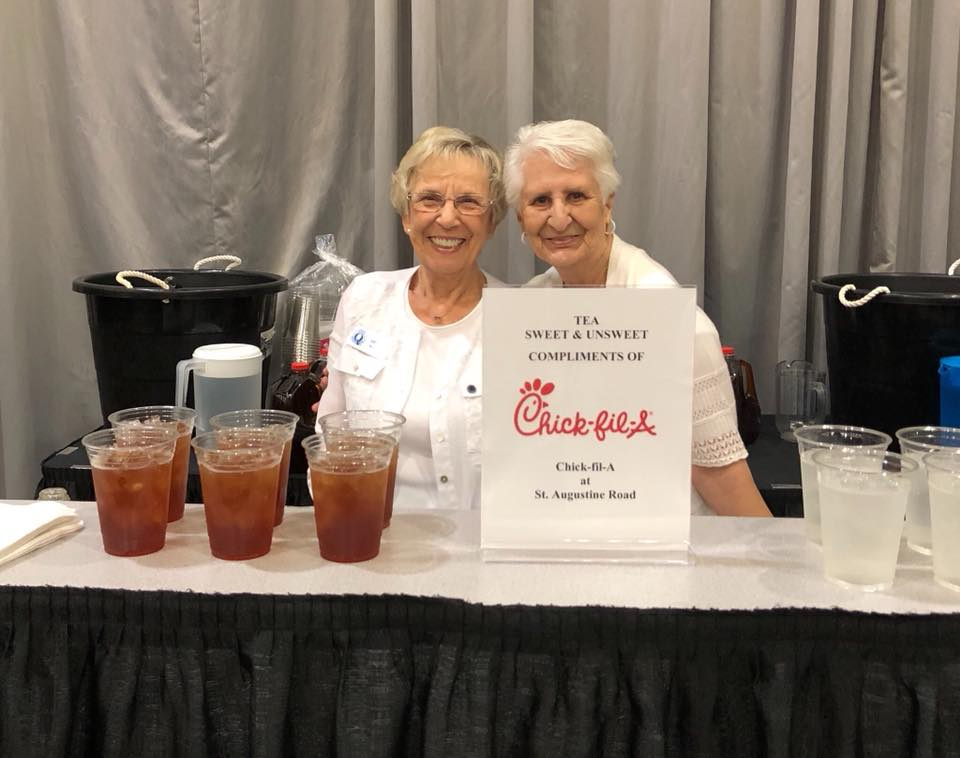 TEA
SWEET & UNSWEET
COMPLIMENTS OF
Chick-fil-A®
Chick-fil-A
at
St. Augustine Road